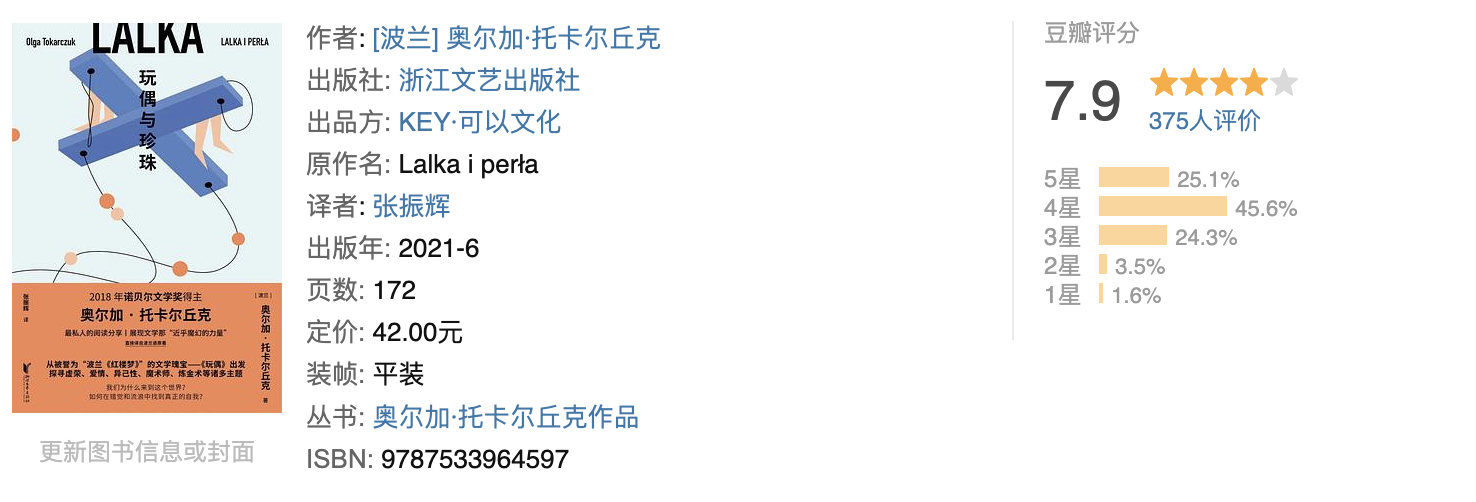 Olga Tokarczuk
LALKA
LALKA I PERŁA
玩偶与珍珠
张振辉 译
2018 年诺贝尔文学奖得主
奥尔加·托卡尔丘克
最私人的阅读分享 | 展现文学那“近乎魔幻的力量”
直接译自波兰语原著
从被誉为“波兰《红楼梦》”的文学瑰宝——《玩偶》出发
探寻虚荣、爱情、异己性、魔术师、炼金术等诸多主题
我们为什么来到这个世界?
如何在错觉和流浪中找到真正的自我?
[波兰]
奥尔加·托卡尔丘克
著
更新图书信息或封面
作者: [波兰] 奥尔加·托卡尔丘克
出版社: 浙江文艺出版社
出品方: KEY·可以文化
原作名: Lalka i perła
译者: 张振辉
出版年: 2021-6
页数: 172
定价: 42.00元
装帧: 平装
丛书: 奥尔加·托卡尔丘克作品
ISBN: 9787533964597
豆瓣评分
7.9
375人评价
5星 25.1%
4星 45.6%
3星 24.3%
2星 3.5%
1星 1.6%